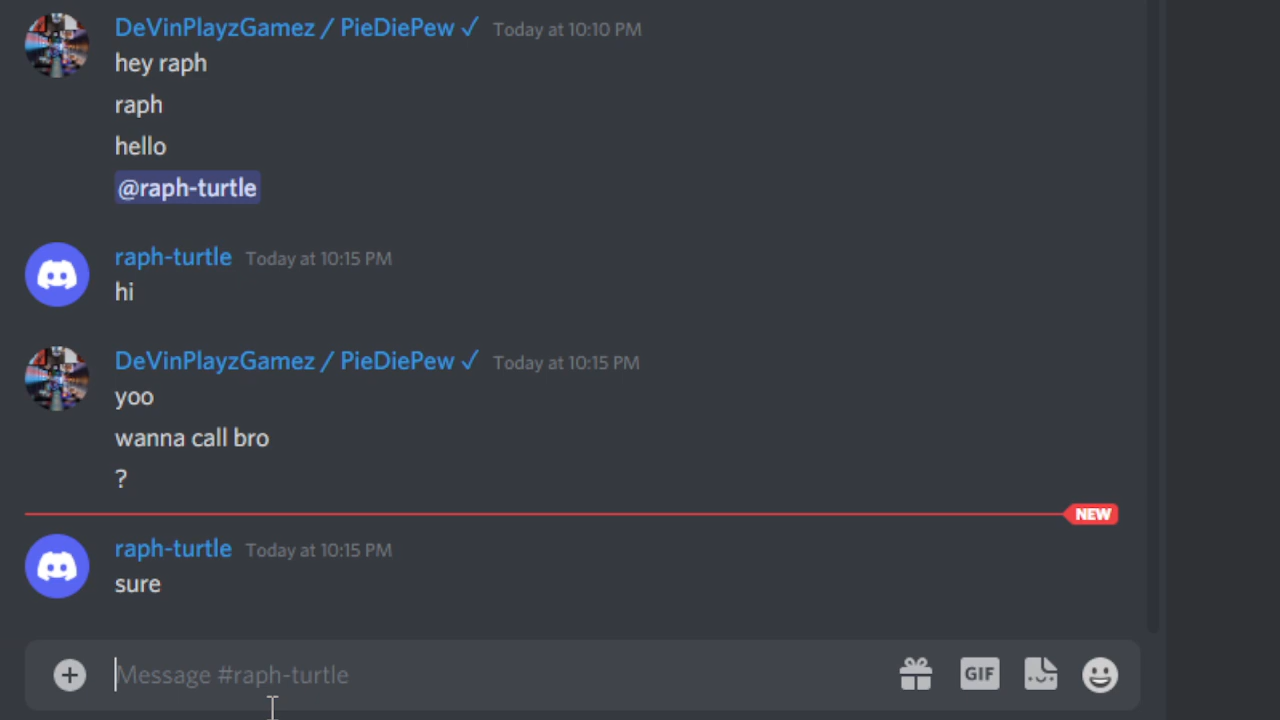 DeVinPlayzGamez / PieDiePew ✓ Today at 10:10 PM
hey raph
raph
hello
@raph-turtle
raph-turtle Today at 10:15 PM
hi
DeVinPlayzGamez / PieDiePew ✓ Today at 10:15 PM
yoo
wanna call bro
?
NEW
raph-turtle Today at 10:15 PM
sure
Message #raph-turtle
GIF